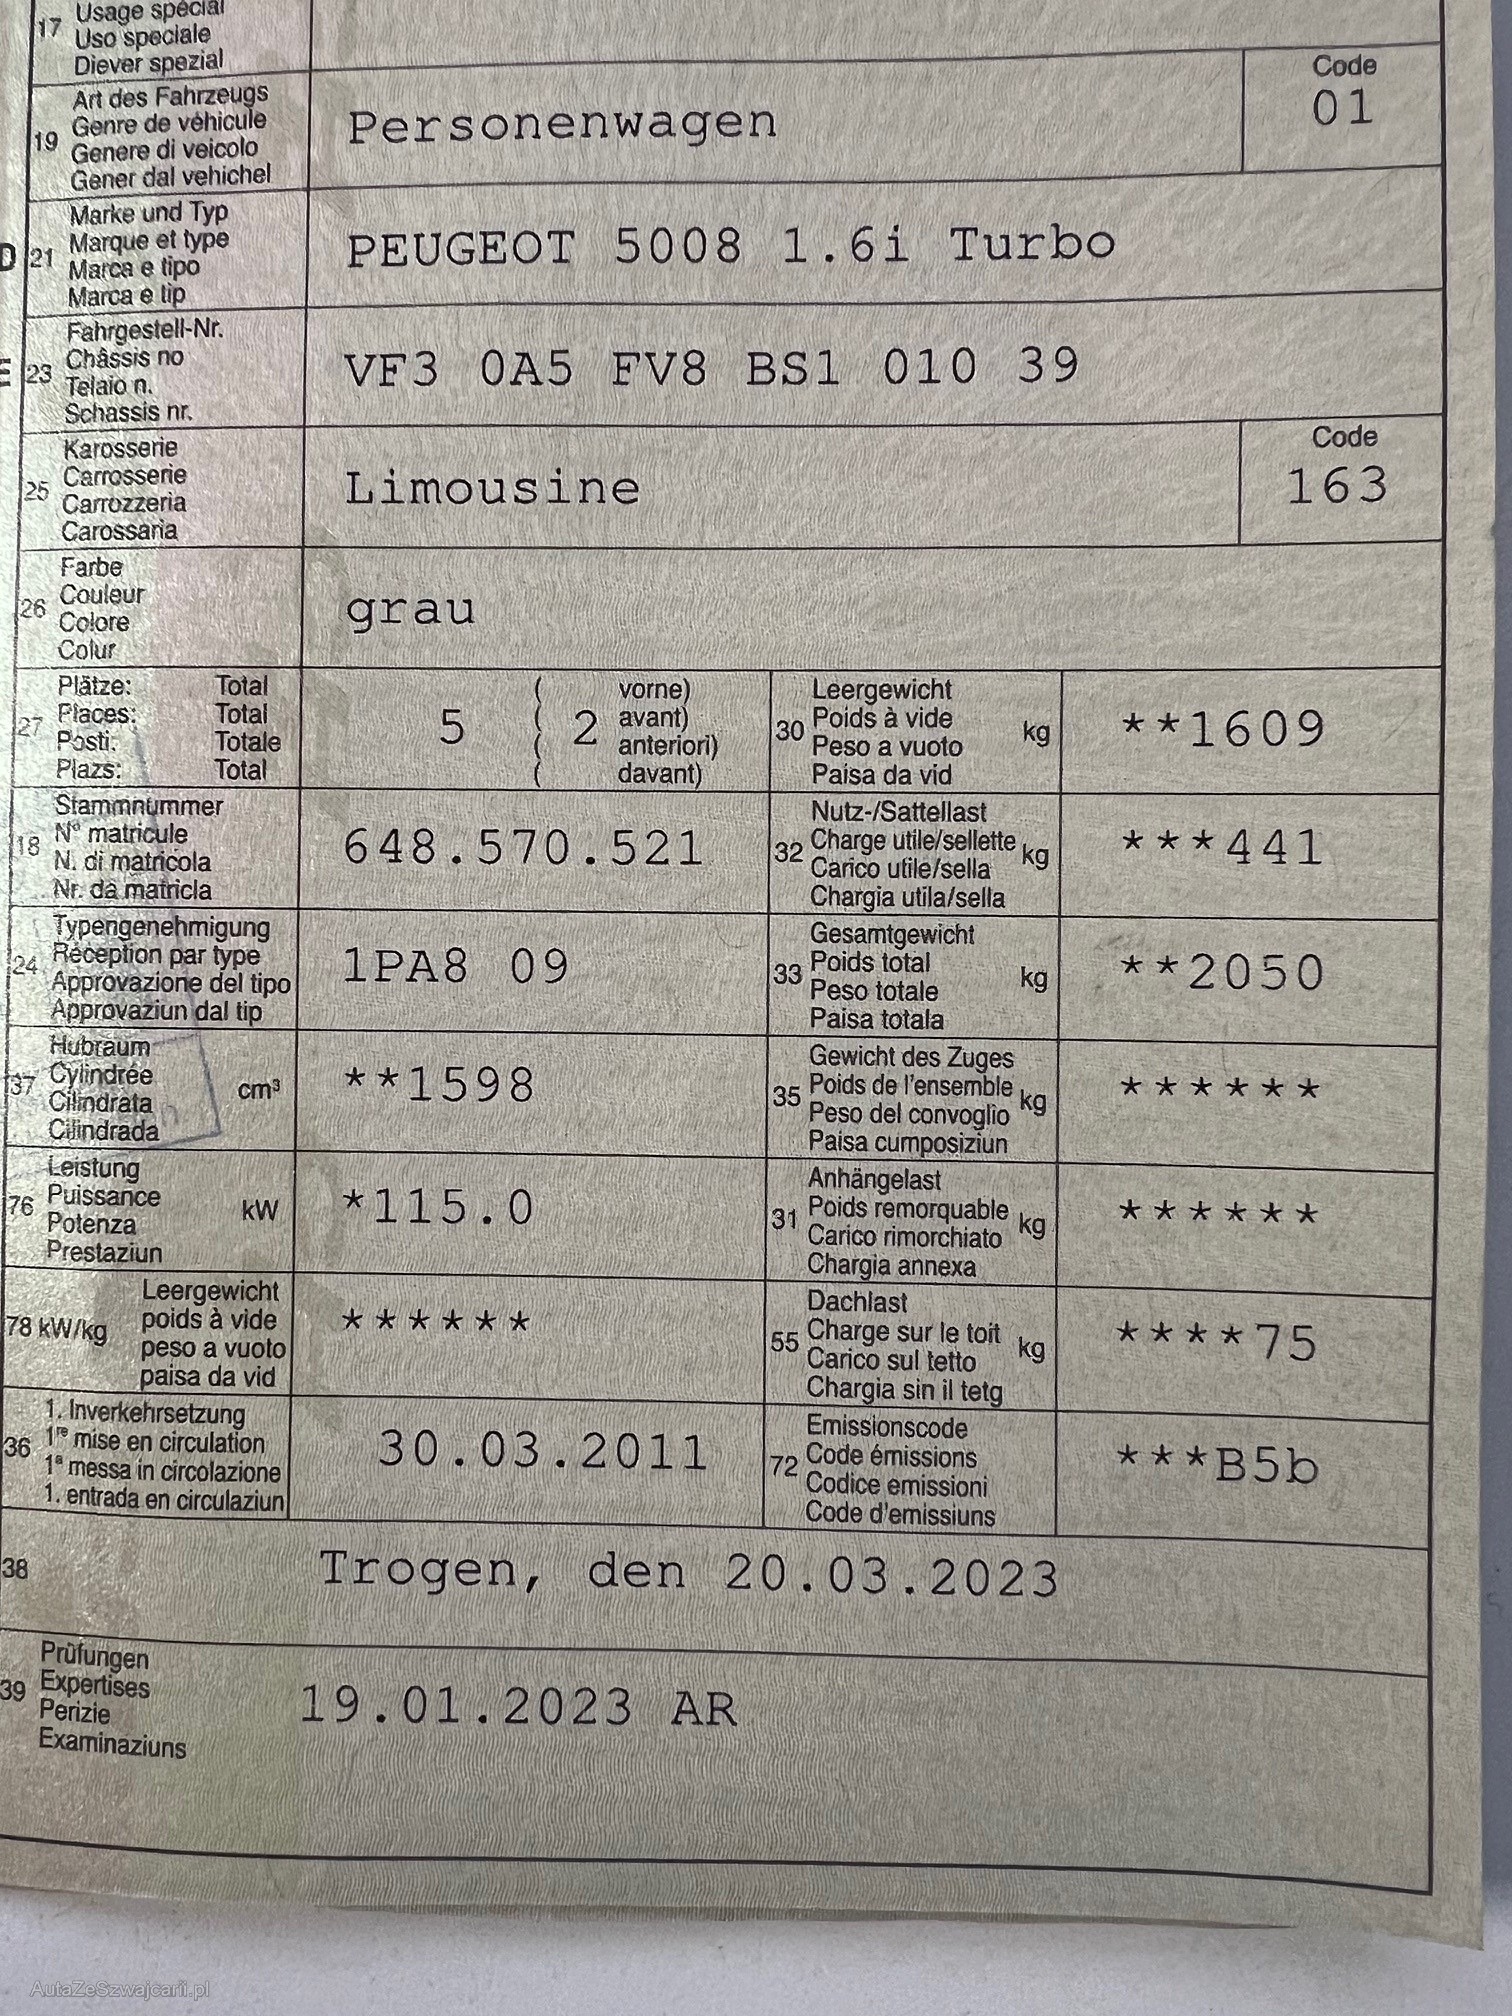 17 Usage spécial
Uso speciale
Diever spezial
19 Art des Fahrzeugs
Genre de véhicule
Genere di veicolo
Gener dal vehichel
Personenwagen
Code
01
D 21 Marke und Typ
Marque et type
Marca e tipo
Marca e tip
PEUGEOT 5008 1.6i Turbo
E 23 Fahrgestell-Nr.
Châssis no
Telaio n.
Schassis nr.
VF3 0A5 FV8 BS1 010 39
25 Karosserie
Carrosserie
Carrozzeria
Carossaria
Limousine
Code
163
26 Farbe
Couleur
Colore
Colur
grau
27 Plätze: Total
Places: Total
Posti: Totale
Plazs: Total
5 ( 2 vorne)
( avant)
( anteriori)
( davant)
30 Leergewicht
Poids à vide
Peso a vuoto
Paisa da vid
kg
**1609
18 Stammnummer
N° matricule
N. di matricola
Nr. da matricla
648.570.521
32 Nutz-/Sattellast
Charge utile/sellette
Carico utile/sella
Chargia utila/sella
kg
***441
24 Typengenehmigung
Réception par type
Approvazione del tipo
Approvaziun dal tip
1PA8 09
33 Gesamtgewicht
Poids total
Peso totale
Paisa totala
kg
**2050
37 Hubraum
Cylindrée
Cilindrata
Cilindrada
cm³
**1598
35 Gewicht des Zuges
Poids de l'ensemble
Peso del convoglio
Paisa cumposiziun
kg
******
76 Leistung
Puissance
Potenza
Prestaziun
kW
*115.0
31 Anhängelast
Poids remorquable
Carico rimorchiato
Chargia annexa
kg
******
78 kW/kg
Leergewicht
poids à vide
peso a vuoto
paisa da vid
******
55 Dachlast
Charge sur le toit
Carico sul tetto
Chargia sin il tetg
kg
****75
36 1. Inverkehrsetzung
1re mise en circulation
1a messa in circolazione
1. entrada en circulaziun
30.03.2011
72 Emissionscode
Code émissions
Codice emissioni
Code d'emissiuns
***B5b
38 Trogen, den 20.03.2023
39 Prüfungen
Expertises
Perizie
Examinaziuns
19.01.2023 AR
AutaZeSzwajcarii.pl